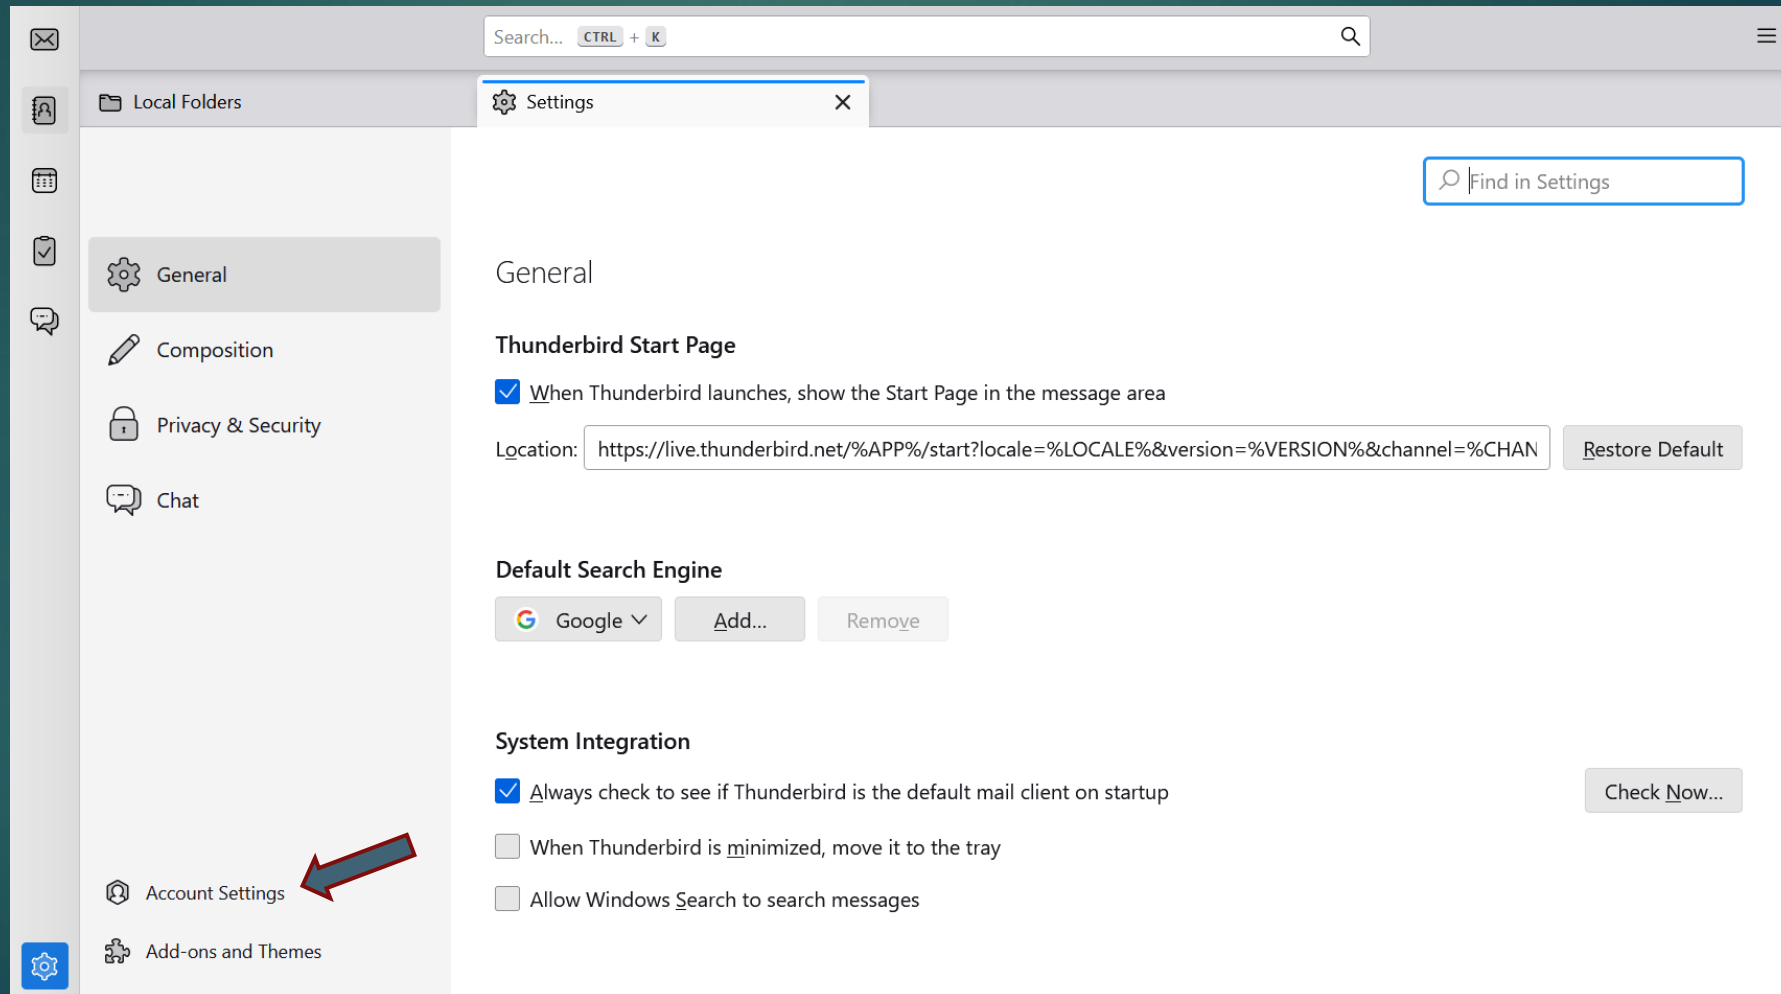 Search... CTRL + K
Local Folders
Settings
Find in Settings
General
Composition
Privacy & Security
Chat
Account Settings
Add-ons and Themes
General
Thunderbird Start Page
When Thunderbird launches, show the Start Page in the message area
Location: https://live.thunderbird.net/%APP%/start?locale=%LOCALE%&version=%VERSION%&channel=%CHAN Restore Default
Default Search Engine
Google Add... Remove
System Integration
Always check to see if Thunderbird is the default mail client on startup Check Now...
When Thunderbird is minimized, move it to the tray
Allow Windows Search to search messages